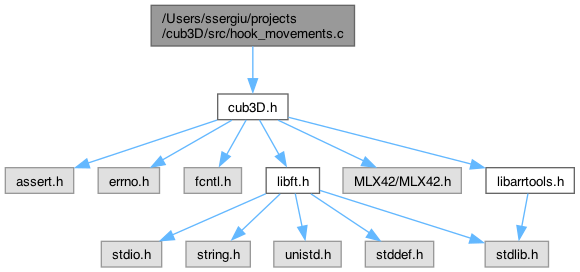 /Users/ssergiu/projects
/cub3D/src/hook_movements.c
cub3D.h
assert.h
errno.h
fcntl.h
libft.h
MLX42/MLX42.h
libarrtools.h
stdio.h
string.h
unistd.h
stddef.h
stdlib.h